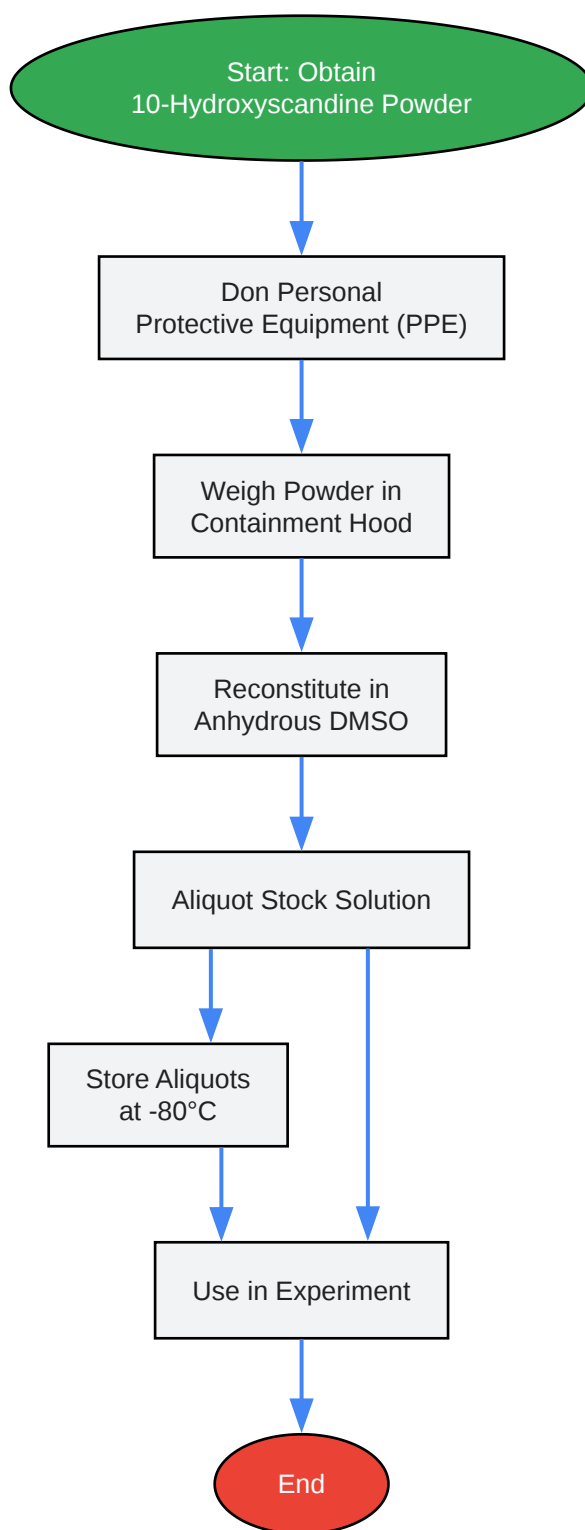 Start: Obtain
10-Hydroxyscandine Powder
Don Personal
Protective Equipment (PPE)
Weigh Powder in
Containment Hood
Reconstitute in
Anhydrous DMSO
Aliquot Stock Solution
Store Aliquots
at -80°C
Use in Experiment
End